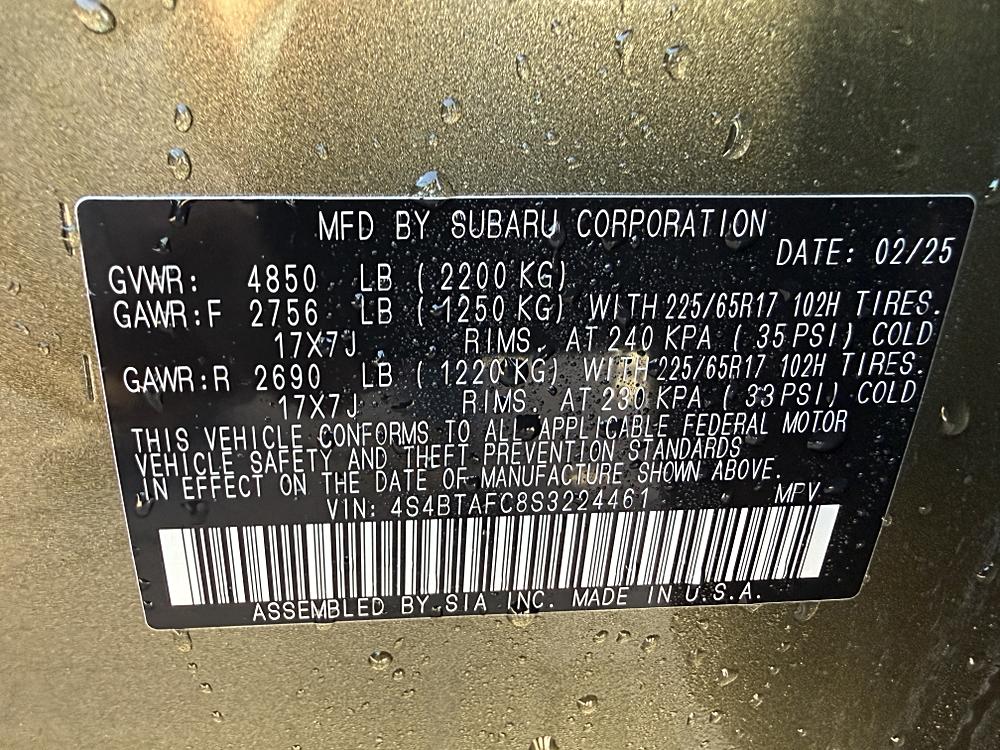 MFD BY SUBARU CORPORATION
DATE: 02/25
GVWR: 4850 LB (2200 KG)
GAWR:F 2756 LB (1250 KG) WITH 225/65R17 102H TIRES.
17X7J RIMS. AT 240 KPA (35 PSI) COLD
GAWR:R 2690 LB (1220 KG) WITH 225/65R17 102H TIRES.
17X7J RIMS. AT 230 KPA (33 PSI) COLD
THIS VEHICLE CONFORMS TO ALL APPLICABLE FEDERAL MOTOR
VEHICLE SAFETY AND THEFT PREVENTION STANDARDS
IN EFFECT ON THE DATE OF MANUFACTURE SHOWN ABOVE.
VIN: 4S4BTAFC8S3224461 MPV
ASSEMBLED BY SIA INC. MADE IN U.S.A.